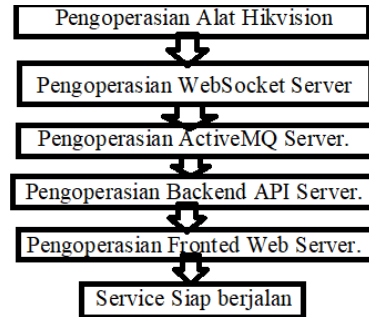 Pengoperasian Alat Hikvision
Pengoperasian WebSocket Server
Pengoperasian ActiveMQ Server.
Pengoperasian Backend API Server.
Pengoperasian Fronted Web Server.
Service Siap berjalan